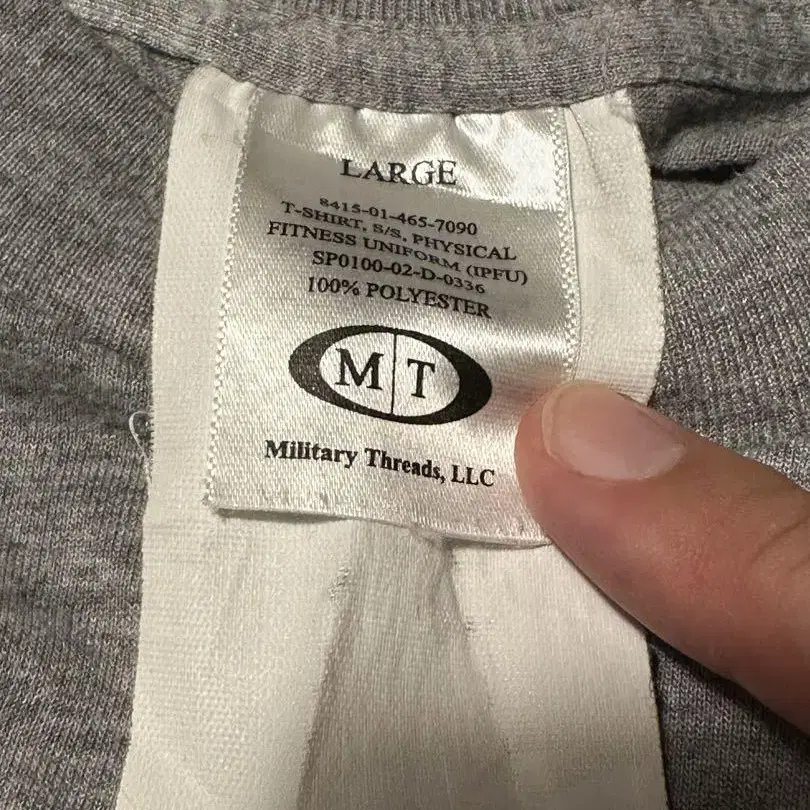 LARGE
8415-01-465-7090
T-SHIRT, S/S, PHYSICAL
FITNESS UNIFORM (IPFU)
SP0100-02-D-0336
100% POLYESTER
M T
Military Threads, LLC